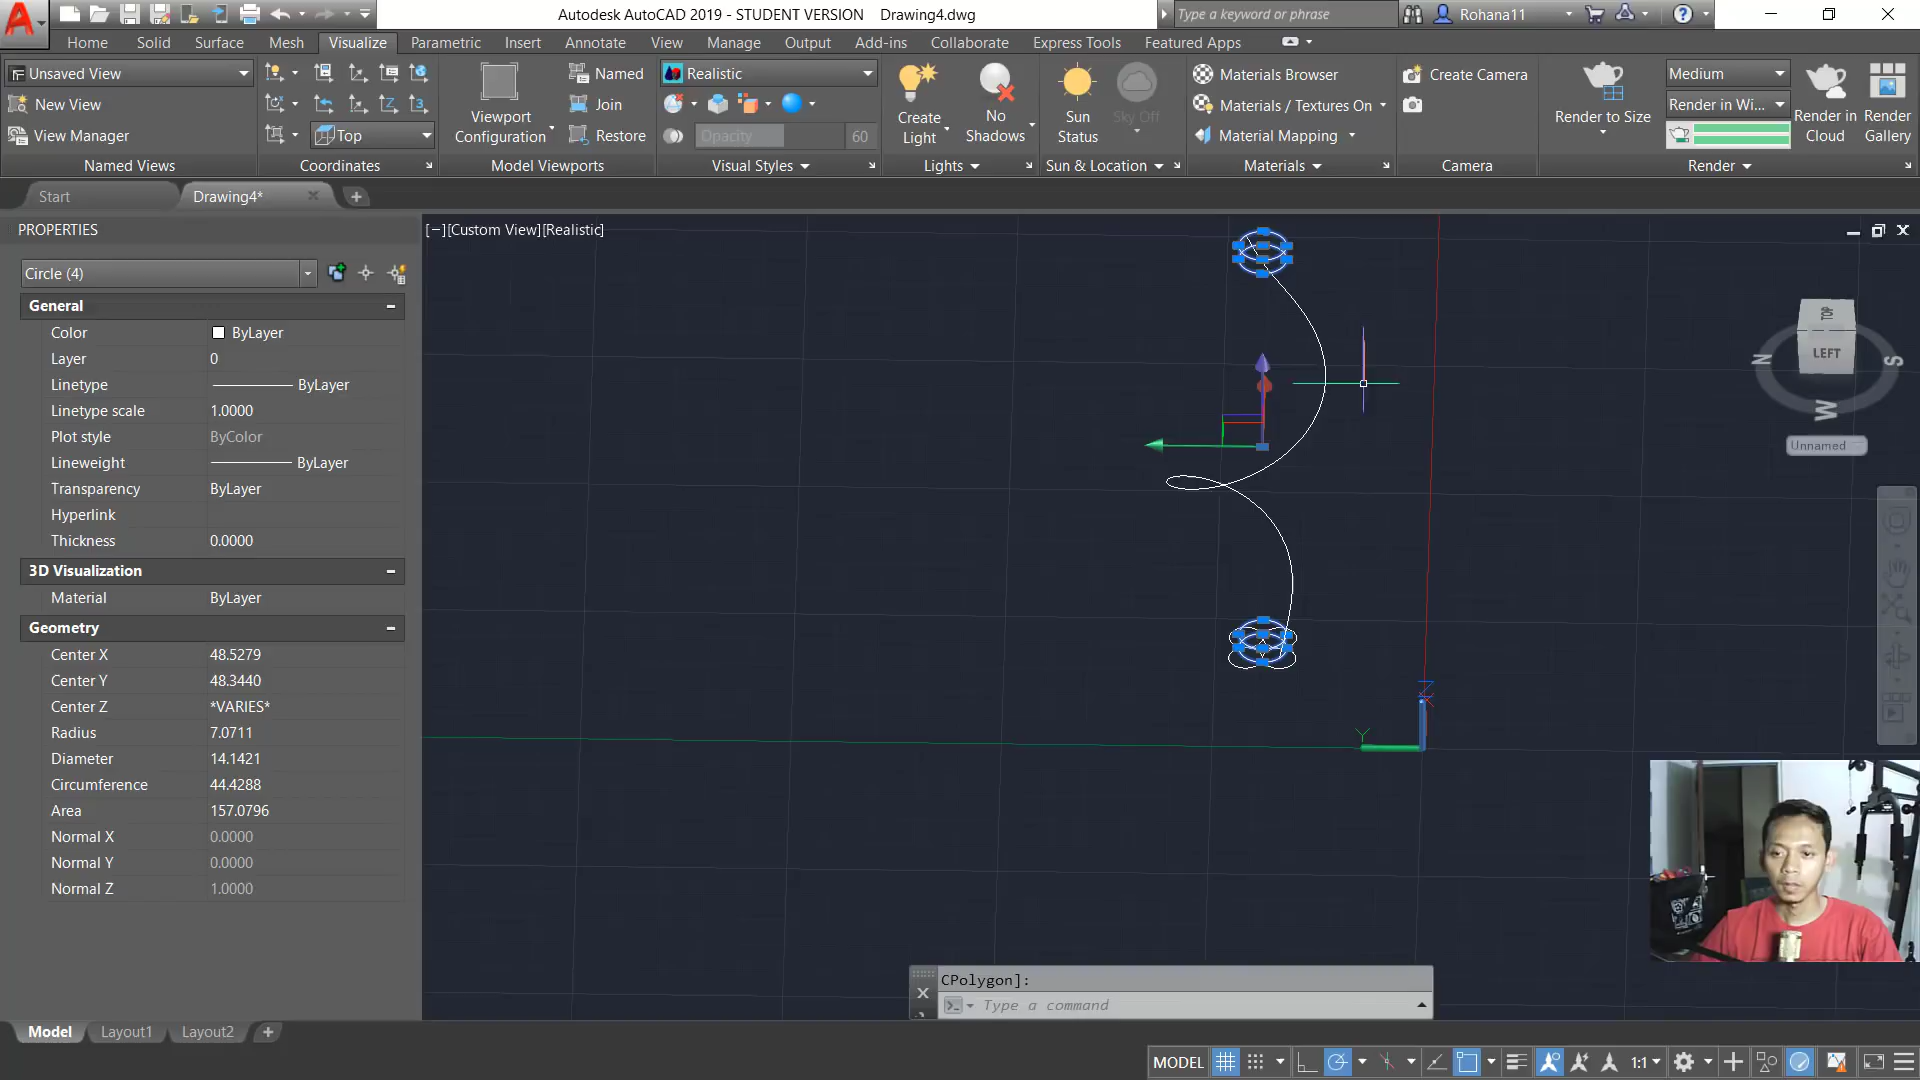 Autodesk AutoCAD 2019 - STUDENT VERSION Drawing4.dwg
Type a keyword or phrase
Rohana11
Home Solid Surface Mesh Visualize Parametric Insert Annotate View Manage Output Add-ins Collaborate Express Tools Featured Apps
Unsaved View
New View
View Manager
Named Views
Top
Coordinates
Viewport
Configuration
Named
Join
Restore
Model Viewports
Realistic
Opacity 60
Visual Styles
Create
Light
No
Shadows
Lights
Sun
Status
Sky Off
Sun & Location
Materials Browser
Materials / Textures On
Material Mapping
Materials
Create Camera
Camera
Render to Size
Medium
Render in Wi...
Render in
Cloud
Render
Gallery
Render
Start
Drawing4*
PROPERTIES
Circle (4)
General
Color ByLayer
Layer 0
Linetype ByLayer
Linetype scale 1.0000
Plot style ByColor
Lineweight ByLayer
Transparency ByLayer
Hyperlink
Thickness 0.0000
3D Visualization
Material ByLayer
Geometry
Center X 48.5279
Center Y 48.3440
Center Z *VARIES*
Radius 7.0711
Diameter 14.1421
Circumference 44.4288
Area 157.0796
Normal X 0.0000
Normal Y 0.0000
Normal Z 1.0000
[−][Custom View][Realistic]
TOP
LEFT
N
S
W
Unnamed
Z
Y
CPolygon]:
Type a command
Model Layout1 Layout2
MODEL
1:1